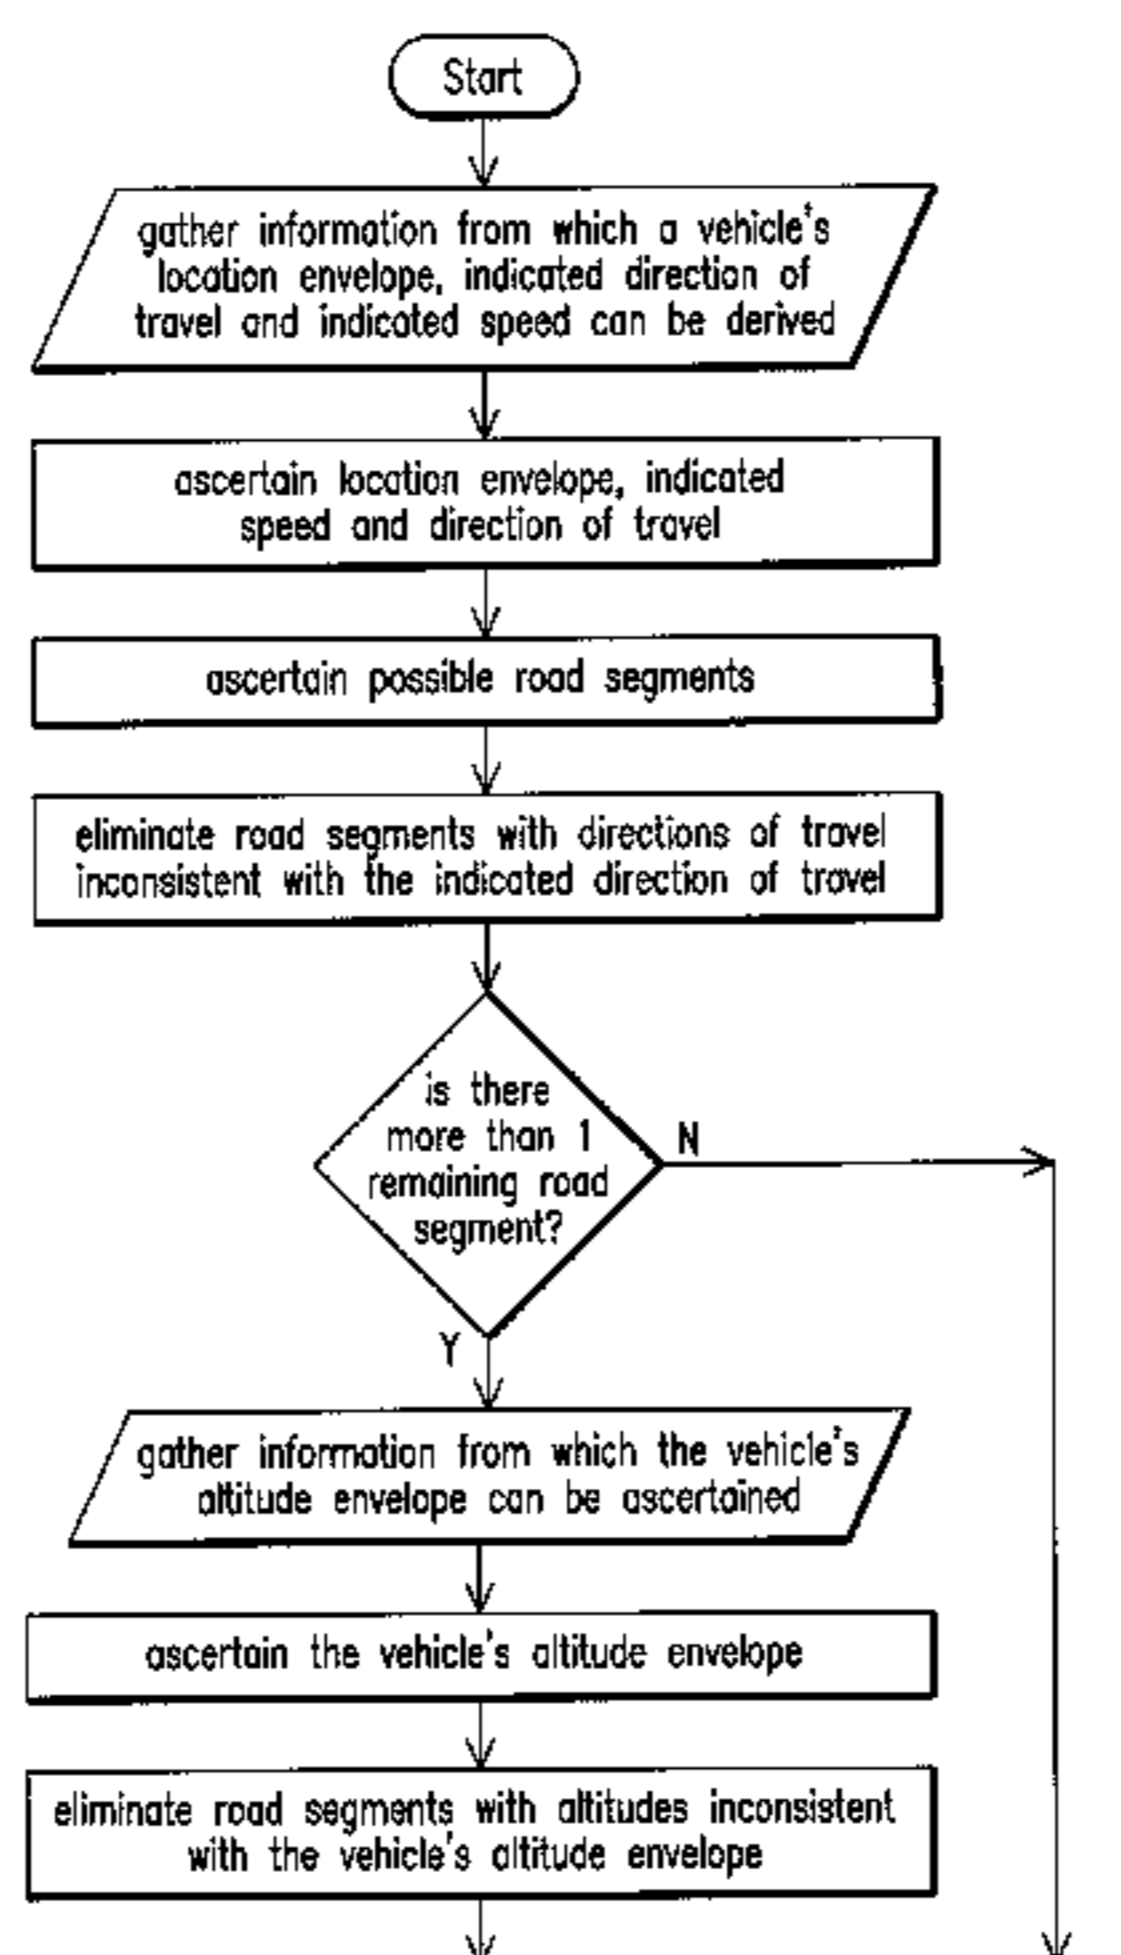 Start
gather information from which a vehicle's
location envelope, indicated direction of
travel and indicated speed can be derived
ascertain location envelope, indicated
speed and direction of travel
ascertain possible road segments
eliminate road segments with directions of travel
inconsistent with the indicated direction of travel
is there
more than 1
remaining road
segment?
N
Y
gather information from which the vehicle's
altitude envelope can be ascertained
ascertain the vehicle's altitude envelope
eliminate road segments with altitudes inconsistent
with the vehicle's altitude envelope